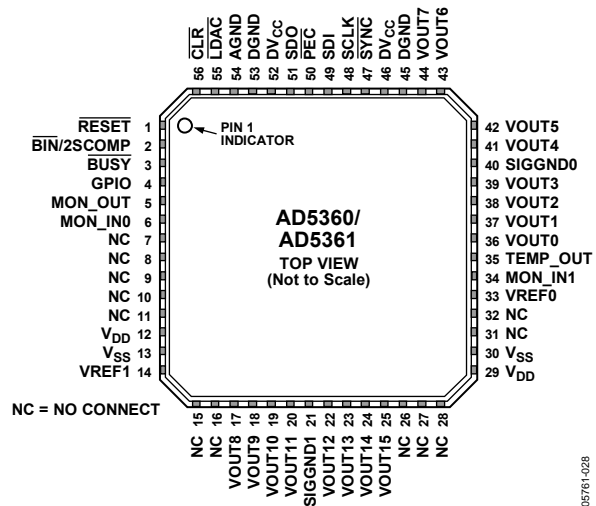 56 CLR
55 LDAC
54 AGND
53 DGND
52 DVCC
51 SDO
50 PEC
49 SDI
48 SCLK
47 SYNC
46 DVCC
45 DGND
44 VOUT7
43 VOUT6
RESET 1
BIN/2SCOMP 2
BUSY 3
GPIO 4
MON_OUT 5
MON_IN0 6
NC 7
NC 8
NC 9
NC 10
NC 11
VDD 12
VSS 13
VREF1 14
PIN 1
INDICATOR
AD5360/
AD5361
TOP VIEW
(Not to Scale)
42 VOUT5
41 VOUT4
40 SIGGND0
39 VOUT3
38 VOUT2
37 VOUT1
36 VOUT0
35 TEMP_OUT
34 MON_IN1
33 VREF0
32 NC
31 NC
30 VSS
29 VDD
NC = NO CONNECT
NC 15
NC 16
VOUT8 17
VOUT9 18
VOUT10 19
VOUT11 20
SIGGND1 21
VOUT12 22
VOUT13 23
VOUT14 24
VOUT15 25
NC 26
NC 27
NC 28
05761-028